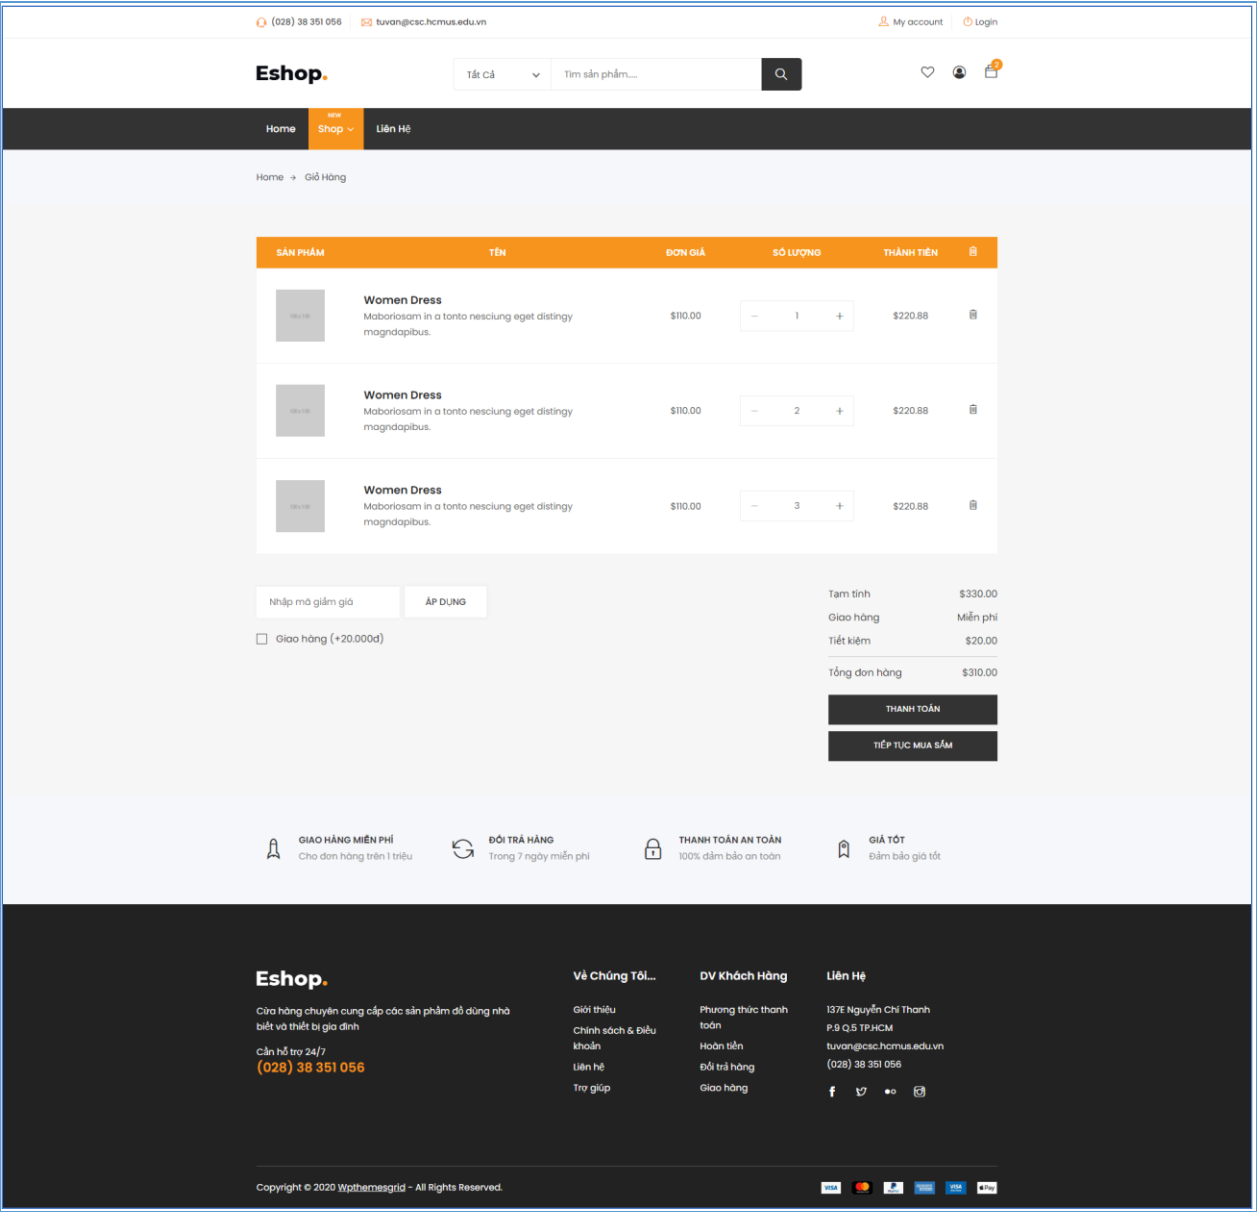 (028) 38 351 056
tuvan@csc.hcmus.edu.vn
My account
Login
Eshop.
Tất Cả
Tìm sản phẩm....
2
NEW
Home
Shop
Liên Hệ
Home → Giỏ Hàng
SẢN PHẨM
TÊN
ĐƠN GIÁ
SỐ LƯỢNG
THÀNH TIỀN
Women Dress
Maboriosam in a tonto nesciung eget distingy
magndapibus.
$110.00
− 1 +
$220.88
Women Dress
Maboriosam in a tonto nesciung eget distingy
magndapibus.
$110.00
− 2 +
$220.88
Women Dress
Maboriosam in a tonto nesciung eget distingy
magndapibus.
$110.00
− 3 +
$220.88
Nhập mã giảm giá
ÁP DỤNG
Giao hàng (+20.000đ)
Tạm tính $330.00
Giao hàng Miễn phí
Tiết kiệm $20.00
Tổng đơn hàng $310.00
THANH TOÁN
TIẾP TỤC MUA SẮM
GIAO HÀNG MIỄN PHÍ
Cho đơn hàng trên 1 triệu
ĐỔI TRẢ HÀNG
Trong 7 ngày miễn phí
THANH TOÁN AN TOÀN
100% đảm bảo an toàn
GIÁ TỐT
Đảm bảo giá tốt
Eshop.
Cửa hàng chuyên cung cấp các sản phẩm đồ dùng nhà
biết và thiết bị gia đình
Cần hỗ trợ 24/7
(028) 38 351 056
Về Chúng Tôi...
Giới thiệu
Chính sách & Điều
khoản
Liên hệ
Trợ giúp
DV Khách Hàng
Phương thức thanh
toán
Hoàn tiền
Đổi trả hàng
Giao hàng
Liên Hệ
137E Nguyễn Chí Thanh
P.9 Q.5 TP.HCM
tuvan@csc.hcmus.edu.vn
(028) 38 351 056
Copyright © 2020 Wpthemesgrid - All Rights Reserved.
VISA
VISA
Pay